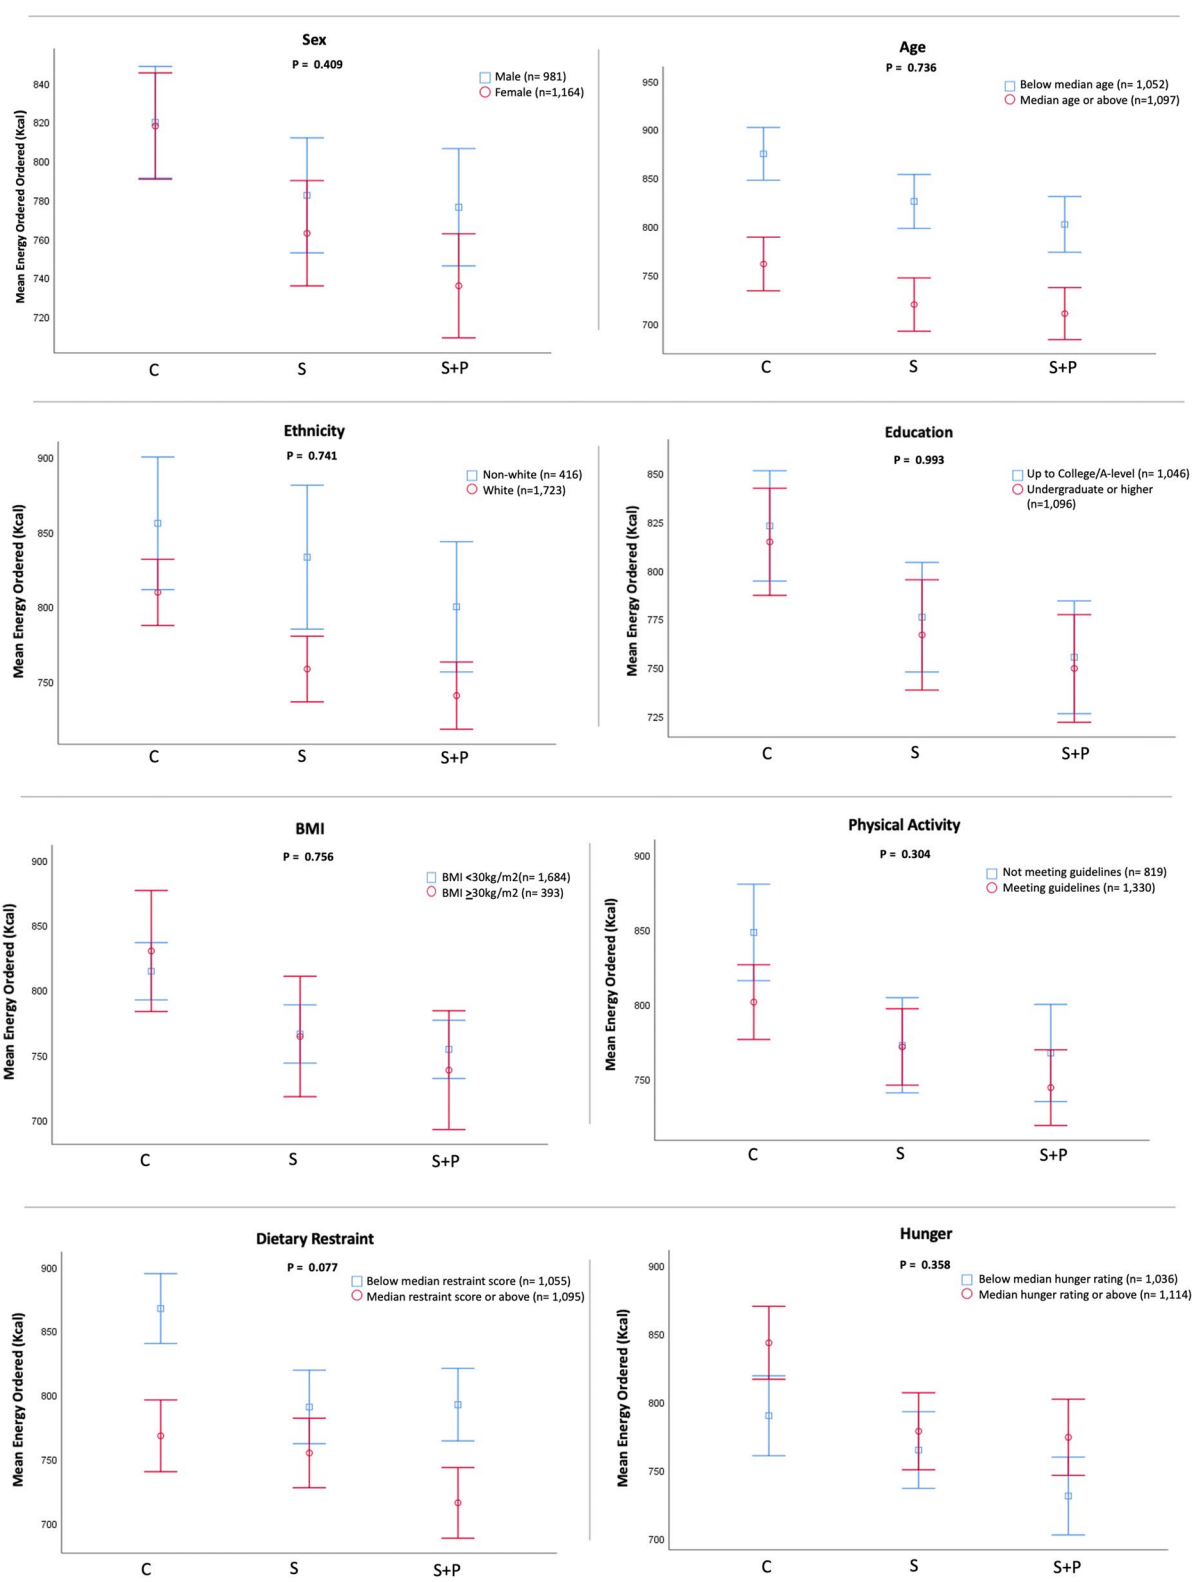 Sex
P = 0.409
Male (n= 981)
Female (n=1,164)
Mean Energy Ordered Ordered (Kcal)
840
820
800
780
760
740
720
C S S+P
Age
P = 0.736
Below median age (n= 1,052)
Median age or above (n=1,097)
950
900
850
800
750
700
C S S+P
Ethnicity
P = 0.741
Non-white (n= 416)
White (n=1,723)
Mean Energy Ordered (Kcal)
900
850
800
750
C S S+P
Education
P = 0.993
Up to College/A-level (n= 1,046)
Undergraduate or higher
(n=1,096)
Mean Energy Ordered (Kcal)
850
825
800
775
750
725
C S S+P
BMI
P = 0.756
BMI <30kg/m2(n= 1,684)
BMI ≥30kg/m2 (n= 393)
Mean Energy Ordered (Kcal)
900
850
800
750
700
C S S+P
Physical Activity
P = 0.304
Not meeting guidelines (n= 819)
Meeting guidelines (n= 1,330)
Mean Energy Ordered (Kcal)
900
850
800
750
C S S+P
Dietary Restraint
P = 0.077
Below median restraint score (n= 1,055)
Median restraint score or above (n= 1,095)
Mean Energy Ordered (Kcal)
900
850
800
750
700
C S S+P
Hunger
P = 0.358
Below median hunger rating (n= 1,036)
Median hunger rating or above (n= 1,114)
Mean Energy Ordered (Kcal)
900
850
800
750
700
C S S+P